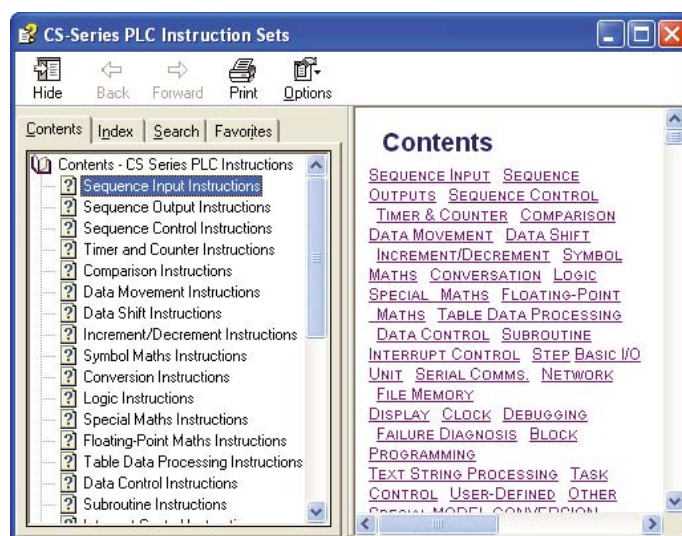 CS-Series PLC Instruction Sets
Hide Back Forward Print Options
Contents Index Search Favorites
Contents - CS Series PLC Instructions
Sequence Input Instructions
Sequence Output Instructions
Sequence Control Instructions
Timer and Counter Instructions
Comparison Instructions
Data Movement Instructions
Data Shift Instructions
Increment/Decrement Instructions
Symbol Maths Instructions
Conversion Instructions
Logic Instructions
Special Maths Instructions
Floating-Point Maths Instructions
Table Data Processing Instructions
Data Control Instructions
Subroutine Instructions
Contents
SEQUENCE INPUT SEQUENCE
OUTPUTS SEQUENCE CONTROL
TIMER & COUNTER COMPARISON
DATA MOVEMENT DATA SHIFT
INCREMENT/DECREMENT SYMBOL
MATHS CONVERSATION LOGIC
SPECIAL MATHS FLOATING-POINT
MATHS TABLE DATA PROCESSING
DATA CONTROL SUBROUTINE
INTERRUPT CONTROL STEP BASIC I/O
UNIT SERIAL COMMS. NETWORK
FILE MEMORY
DISPLAY CLOCK DEBUGGING
FAILURE DIAGNOSIS BLOCK
PROGRAMMING
TEXT STRING PROCESSING TASK
CONTROL USER-DEFINED OTHER
SPECIAL MODEL CONVERSION